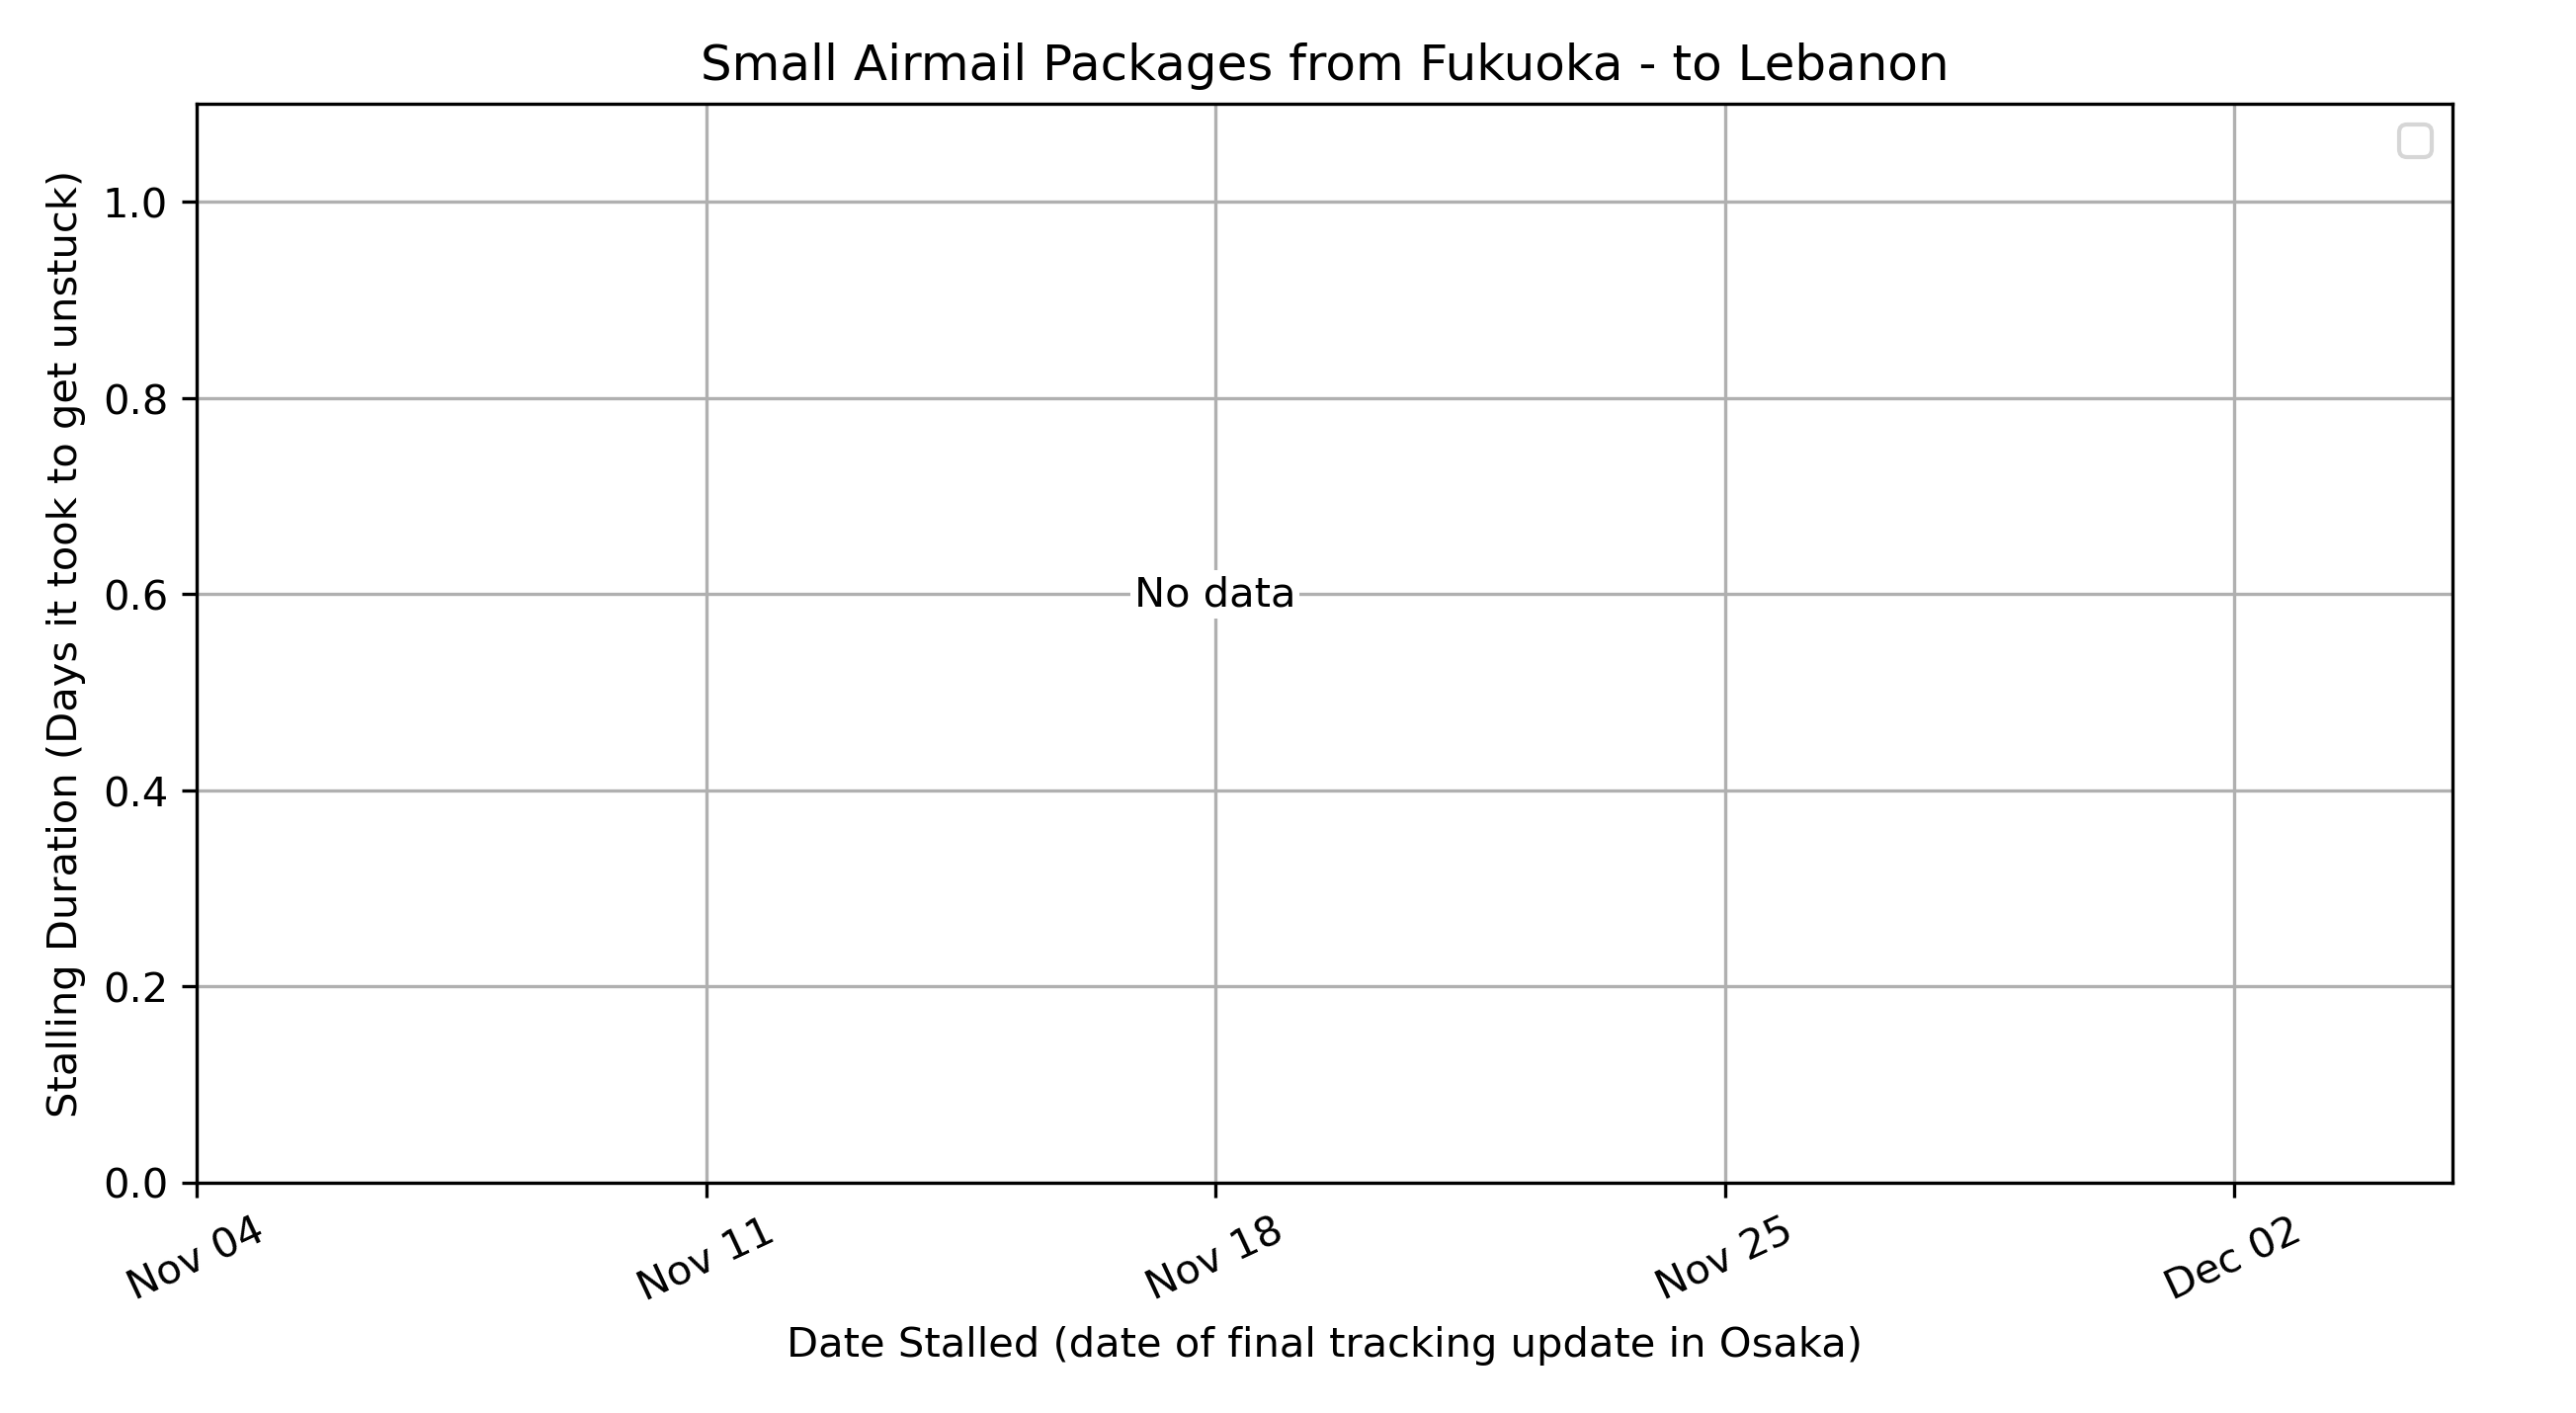 Small Airmail Packages from Fukuoka - to Lebanon
Stalling Duration (Days it took to get unstuck)
1.0
0.8
0.6
0.4
0.2
0.0
No data
Nov 04
Nov 11
Nov 18
Nov 25
Dec 02
Date Stalled (date of final tracking update in Osaka)